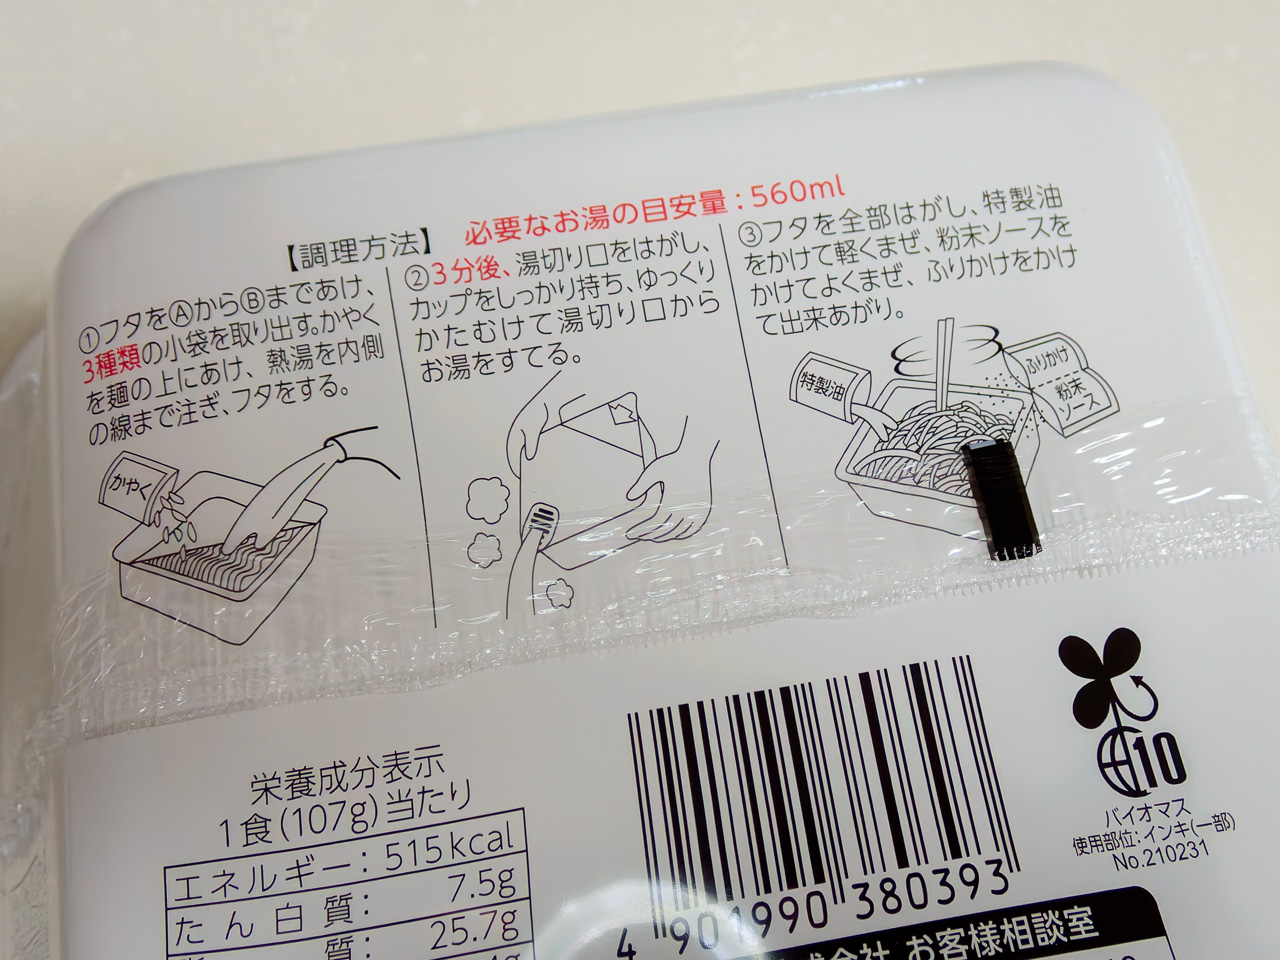 【調理方法】 必要なお湯の目安量:560ml
①フタをⒶからⒷまであけ、
3種類の小袋を取り出す。かやく
を麺の上にあけ、熱湯を内側
の線まで注ぎ、フタをする。
かやく
②3分後、湯切り口をはがし、
カップをしっかり持ち、ゆっくり
かたむけて湯切り口から
お湯をすてる。
③フタを全部はがし、特製油
をかけて軽くまぜ、粉末ソースを
かけてよくまぜ、ふりかけをかけ
て出来あがり。
特製油
ふりかけ
粉末
ソース
栄養成分表示
1食(107g)当たり
エネルギー:515kcal
たん白質: 7.5g
質: 25.7g
4 901990 380393
10
バイオマス
使用部位:インキ(一部)
No.210231
会社 お客様相談室